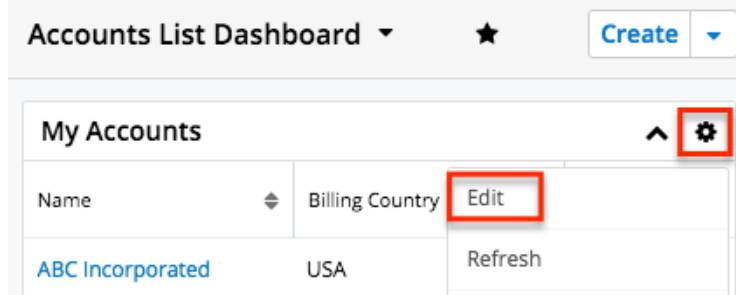 Accounts List Dashboard
Create
My Accounts
Name
Billing Country
Edit
ABC Incorporated
USA
Refresh